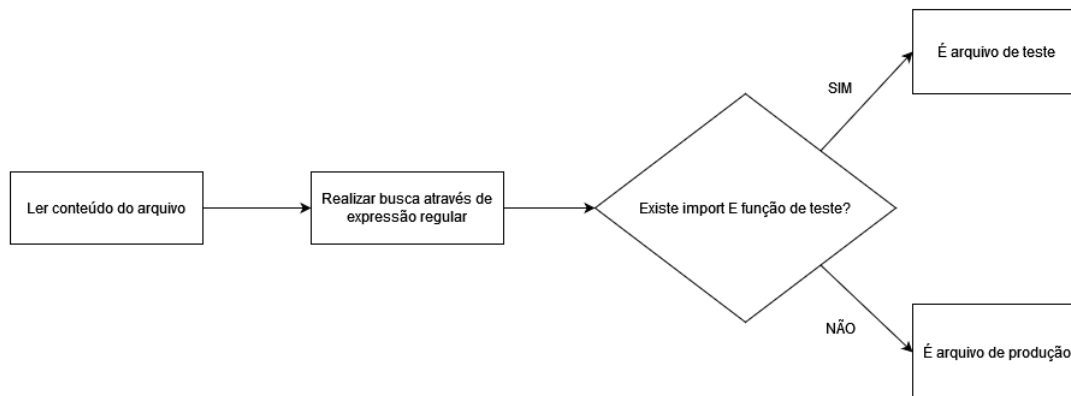 Ler conteúdo do arquivo
Realizar busca através de
expressão regular
Existe import E função de teste?
SIM
É arquivo de teste
NÃO
É arquivo de produção